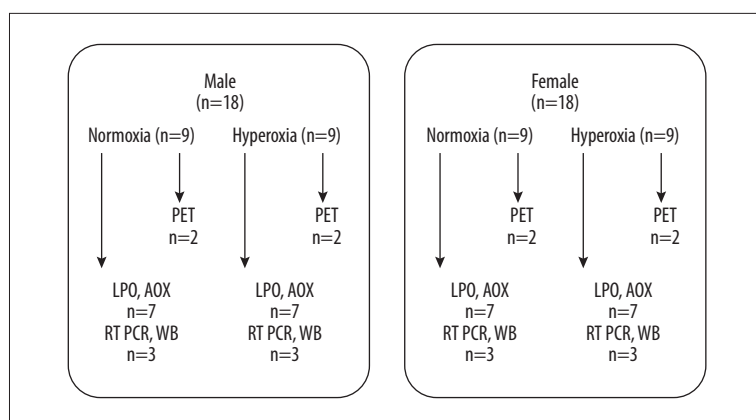 Male
(n=18)
Normoxia (n=9) Hyperoxia (n=9)
PET
n=2
PET
n=2
LPO, AOX
n=7
RT PCR, WB
n=3
LPO, AOX
n=7
RT PCR, WB
n=3
Female
(n=18)
Normoxia (n=9) Hyperoxia (n=9)
PET
n=2
PET
n=2
LPO, AOX
n=7
RT PCR, WB
n=3
LPO, AOX
n=7
RT PCR, WB
n=3